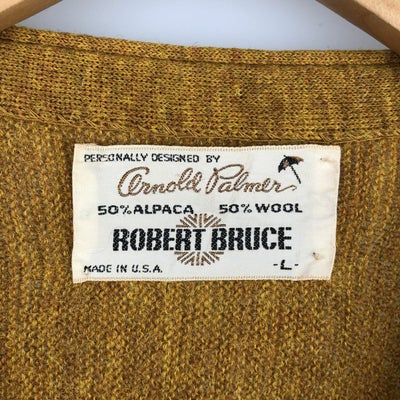 PERSONALLY DESIGNED BY
Arnold Palmer
50% ALPACA 50% WOOL
ROBERT BRUCE
MADE IN U.S.A. -L-